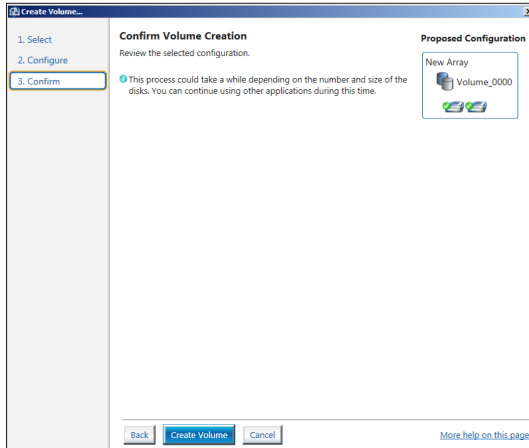 Create Volume...
1. Select
2. Configure
3. Confirm
Confirm Volume Creation
Review the selected configuration.
This process could take a while depending on the number and size of the
disks. You can continue using other applications during this time.
Proposed Configuration
New Array
Volume_0000
Back
Create Volume
Cancel
More help on this page